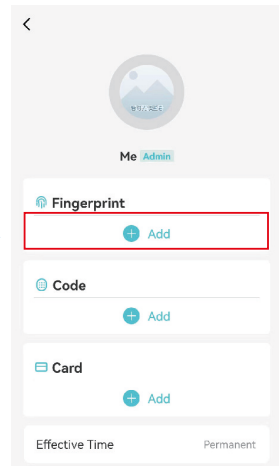 Me Admin
Fingerprint
Add
Code
Add
Card
Add
Effective Time Permanent